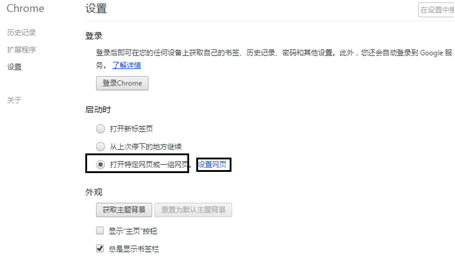 Chrome
设置
在设置中搜
历史记录
扩展程序
设置
关于
登录
登录后即可在您的任何设备上获取自己的书签、历史记录、密码和其他设置。此外，您还会自动登录到 Google 服
务。 了解详情
登录Chrome
启动时
打开新标签页
从上次停下的地方继续
打开特定网页或一组网页。 设置网页
外观
获取主题背景 重置为默认主题背景
显示"主页"按钮
总是显示书签栏